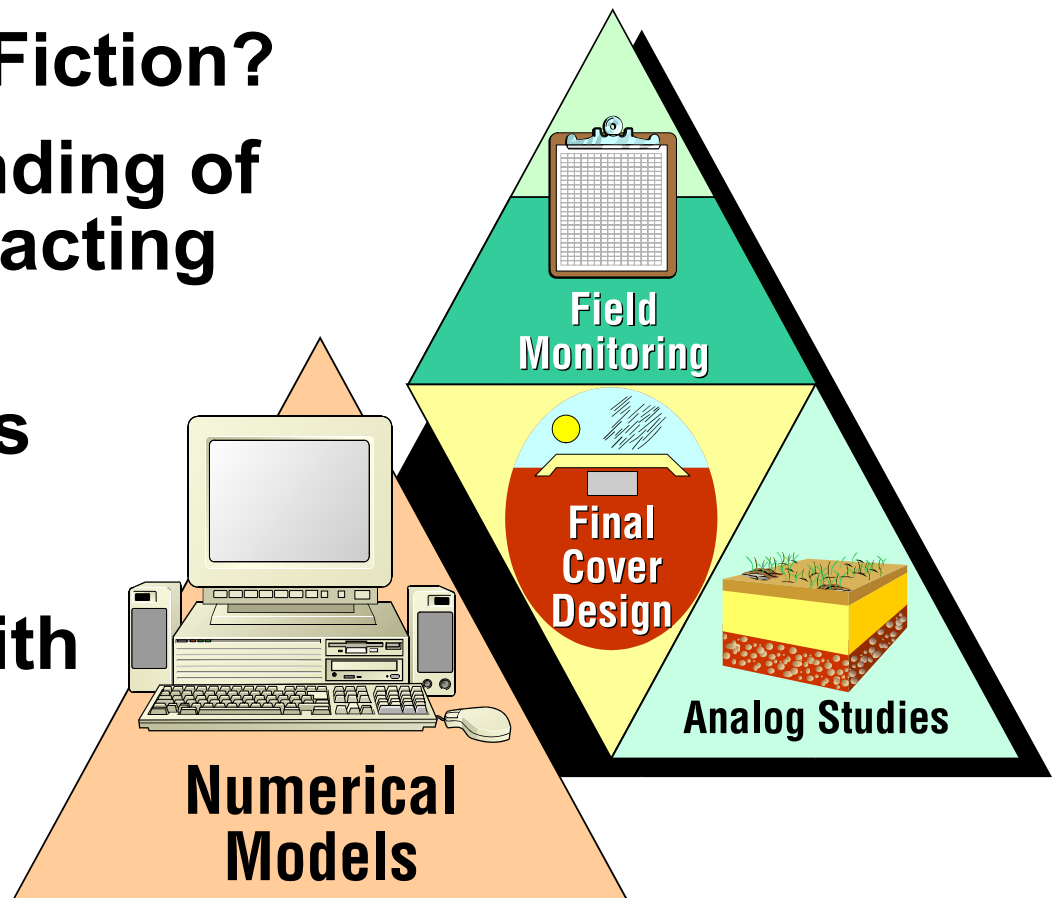 Fiction?
nding of
acting
s
ith
Field
Monitoring
Final
Cover
Design
Analog Studies
Numerical
Models